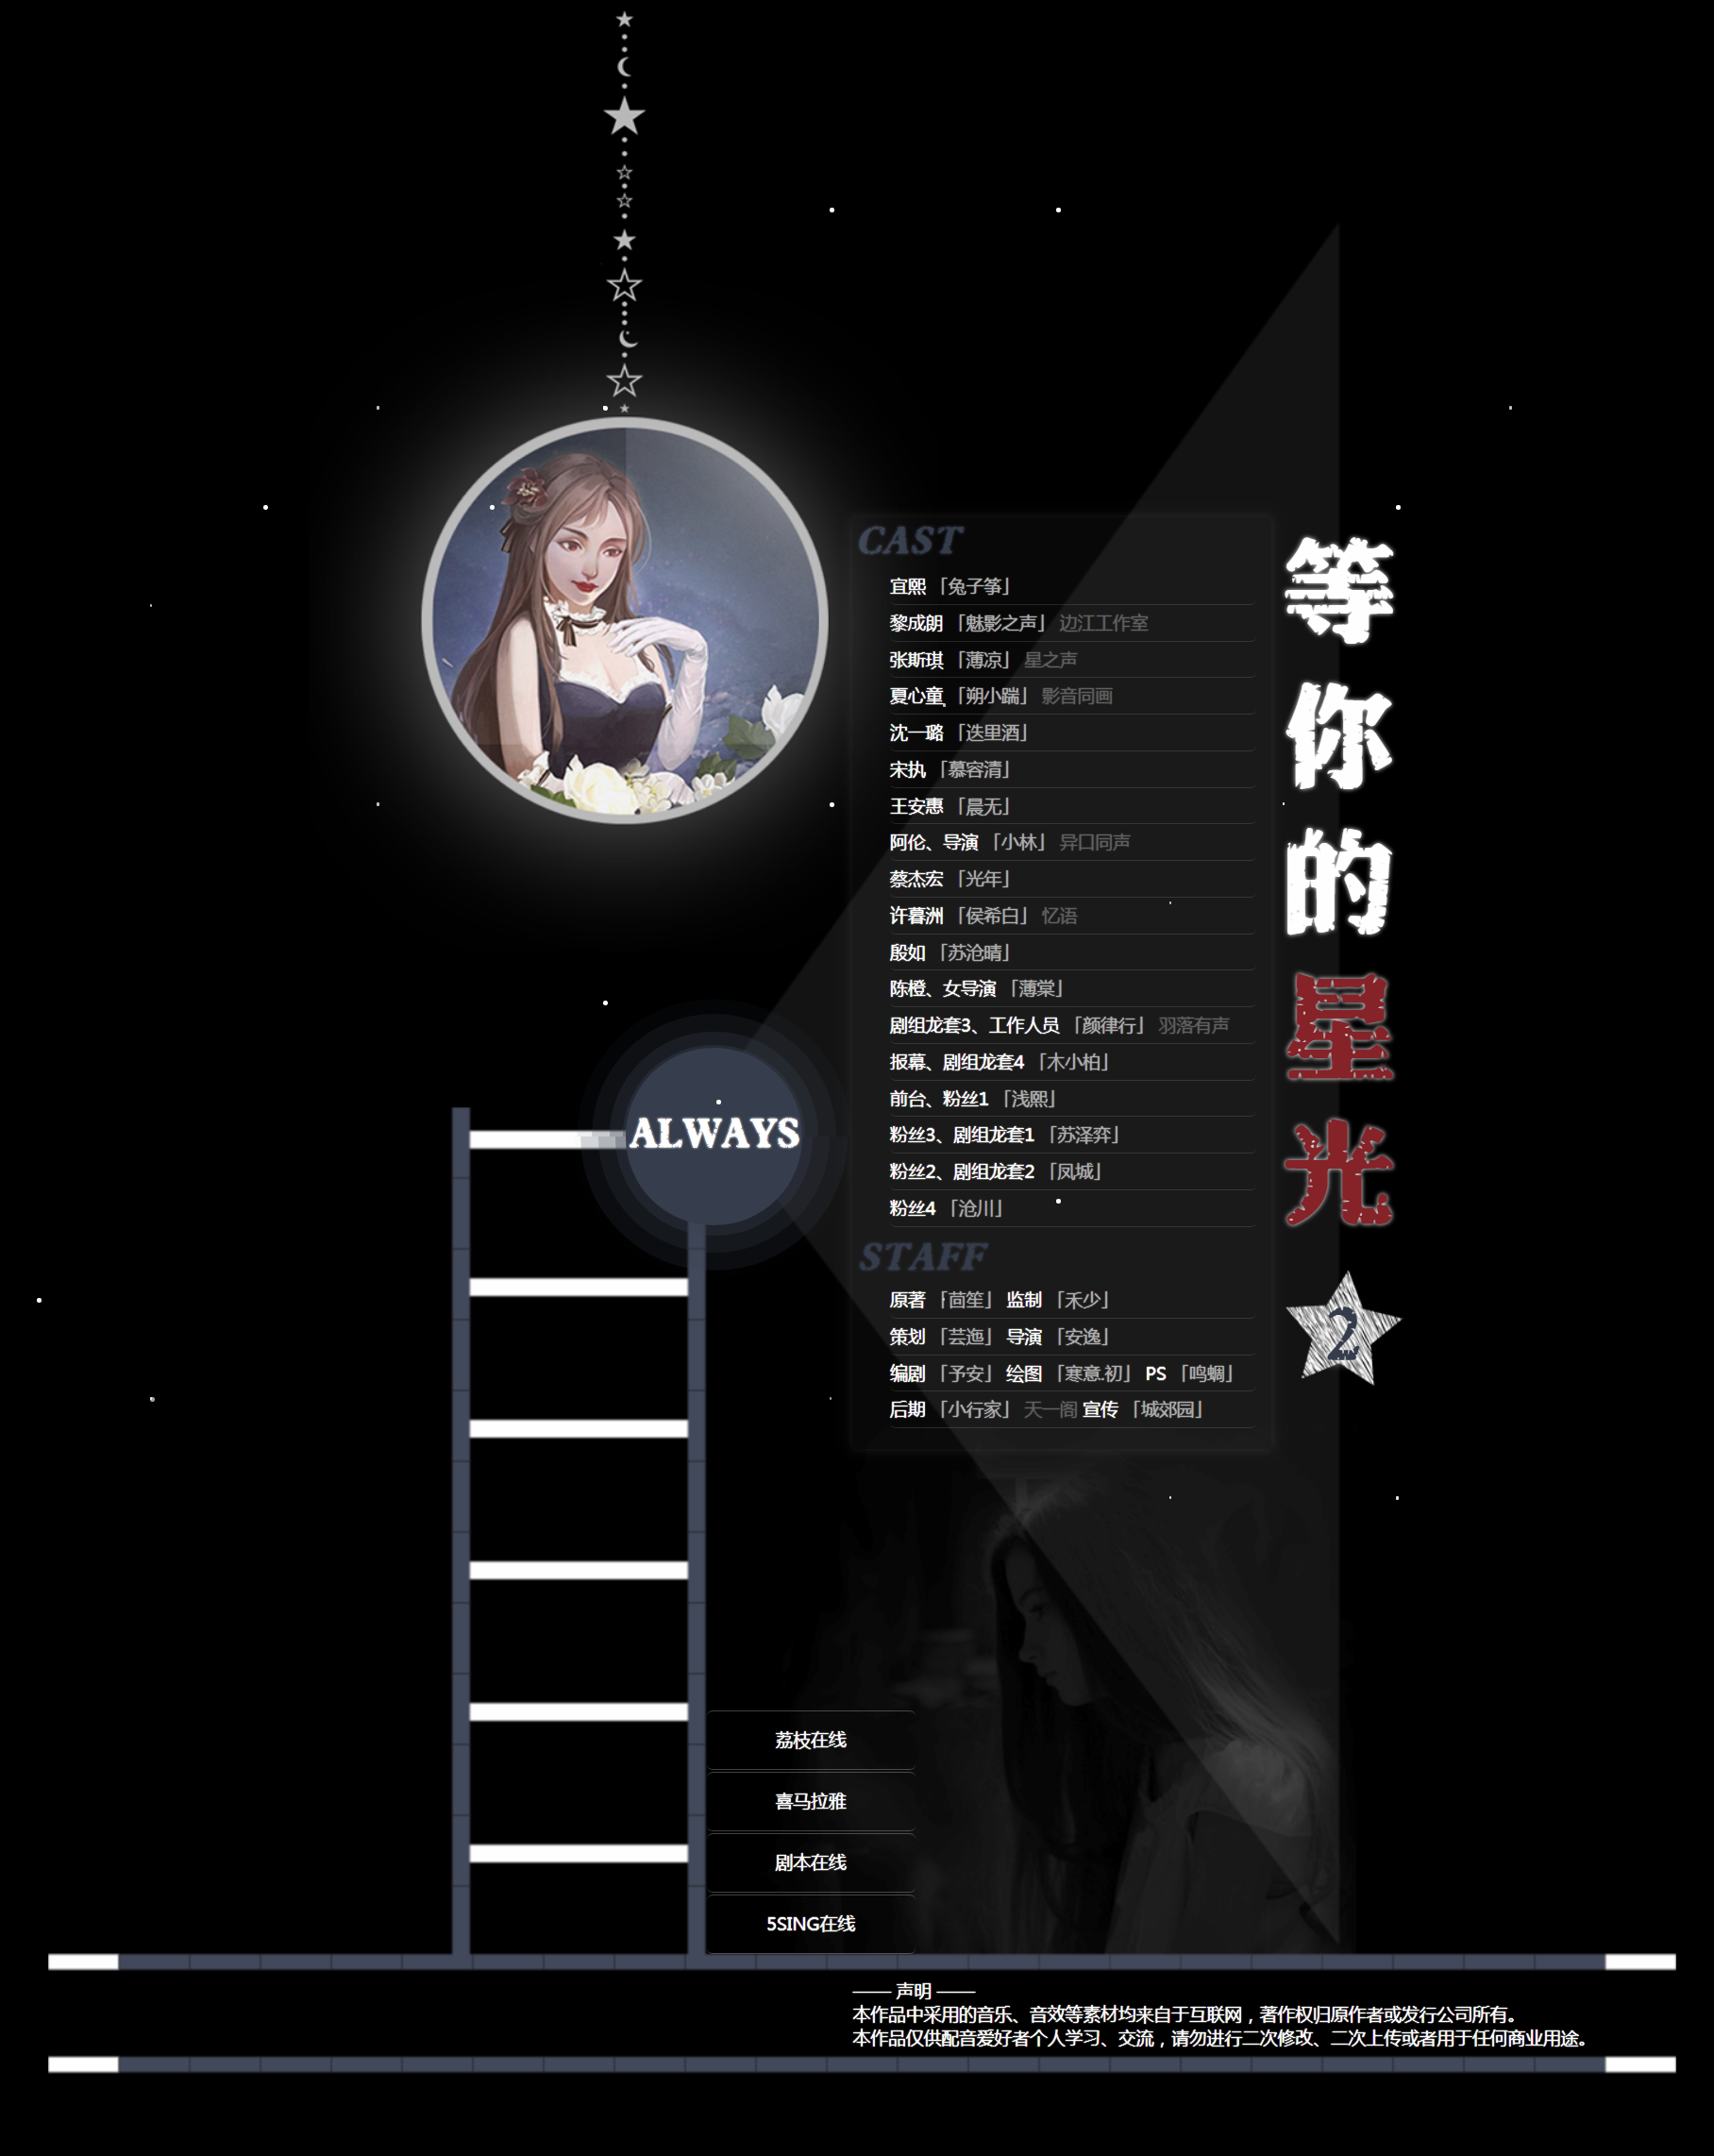 CAST
宜熙「兔子筝」
黎成朗「魅影之声」边江工作室
张斯琪「薄凉」星之声
夏心童「朔小踹」影音同画
沈一璐「迭里酒」
宋执「慕容清」
王安惠「晨无」
阿伦、导演「小林」异口同声
蔡杰宏「光年」
许暮洲「侯希白」忆语
殷如「苏沧晴」
陈橙、女导演「薄棠」
剧组龙套3、工作人员「颜律行」羽落有声
报幕、剧组龙套4「木小柏」
前台、粉丝1「浅熙」
粉丝3、剧组龙套1「苏泽弈」
粉丝2、剧组龙套2「凤城」
粉丝4「沧川」
STAFF
原著「茴笙」监制「禾少」
策划「芸迤」导演「安逸」
编剧「予安」绘图「寒意.初」PS「鸣蜩」
后期「小行家」天一阁 宣传「城郊园」
等你的星光
2
ALWAYS
荔枝在线
喜马拉雅
剧本在线
5SING在线
—— 声明 ——
本作品中采用的音乐、音效等素材均来自于互联网，著作权归原作者或发行公司所有。
本作品仅供配音爱好者个人学习、交流，请勿进行二次修改、二次上传或者用于任何商业用途。